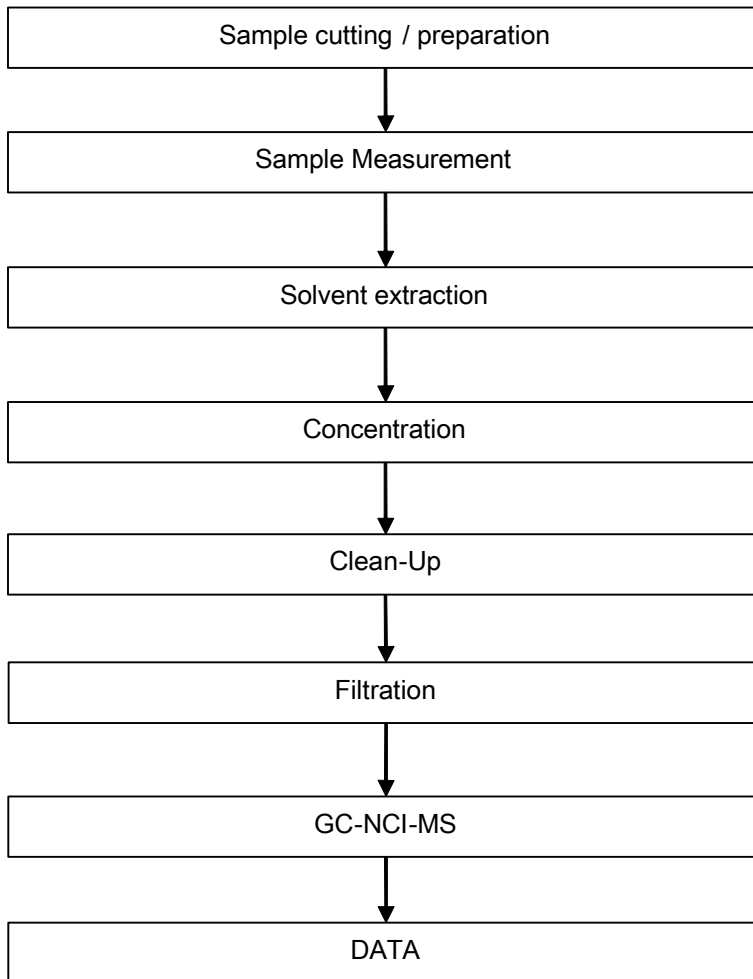 Sample cutting / preparation
Sample Measurement
Solvent extraction
Concentration
Clean-Up
Filtration
GC-NCI-MS
DATA